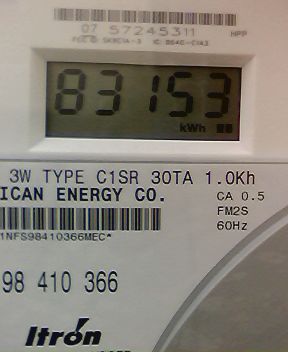 07 57245311
HPP
83153
kWh
3W TYPE C1SR 30TA 1.0Kh
ICAN ENERGY CO.
CA 0.5
FM2S
60Hz
1NFS98410366MEC*
98 410 366
Itron